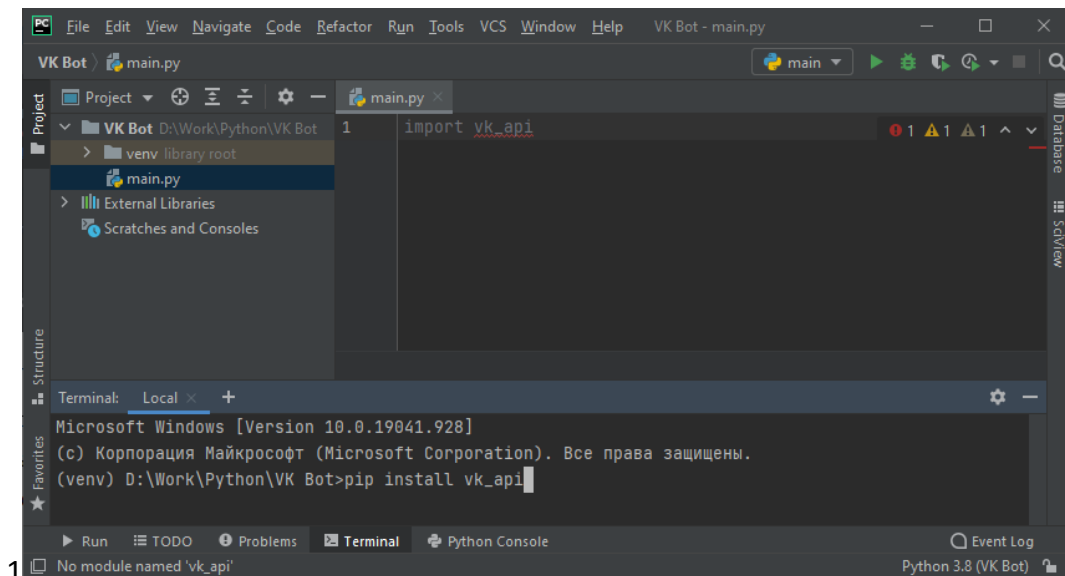 File Edit View Navigate Code Refactor Run Tools VCS Window Help VK Bot - main.py
VK Bot main.py main
Project main.py
Project
VK Bot D:\Work\Python\VK Bot
venv library root
main.py
External Libraries
Scratches and Consoles
1 import vk_api
1 1 1
Database
SciView
Structure
Favorites
Terminal: Local +
Microsoft Windows [Version 10.0.19041.928]
(c) Корпорация Майкрософт (Microsoft Corporation). Все права защищены.
(venv) D:\Work\Python\VK Bot>pip install vk_api
Run TODO Problems Terminal Python Console Event Log
1 No module named 'vk_api' Python 3.8 (VK Bot)